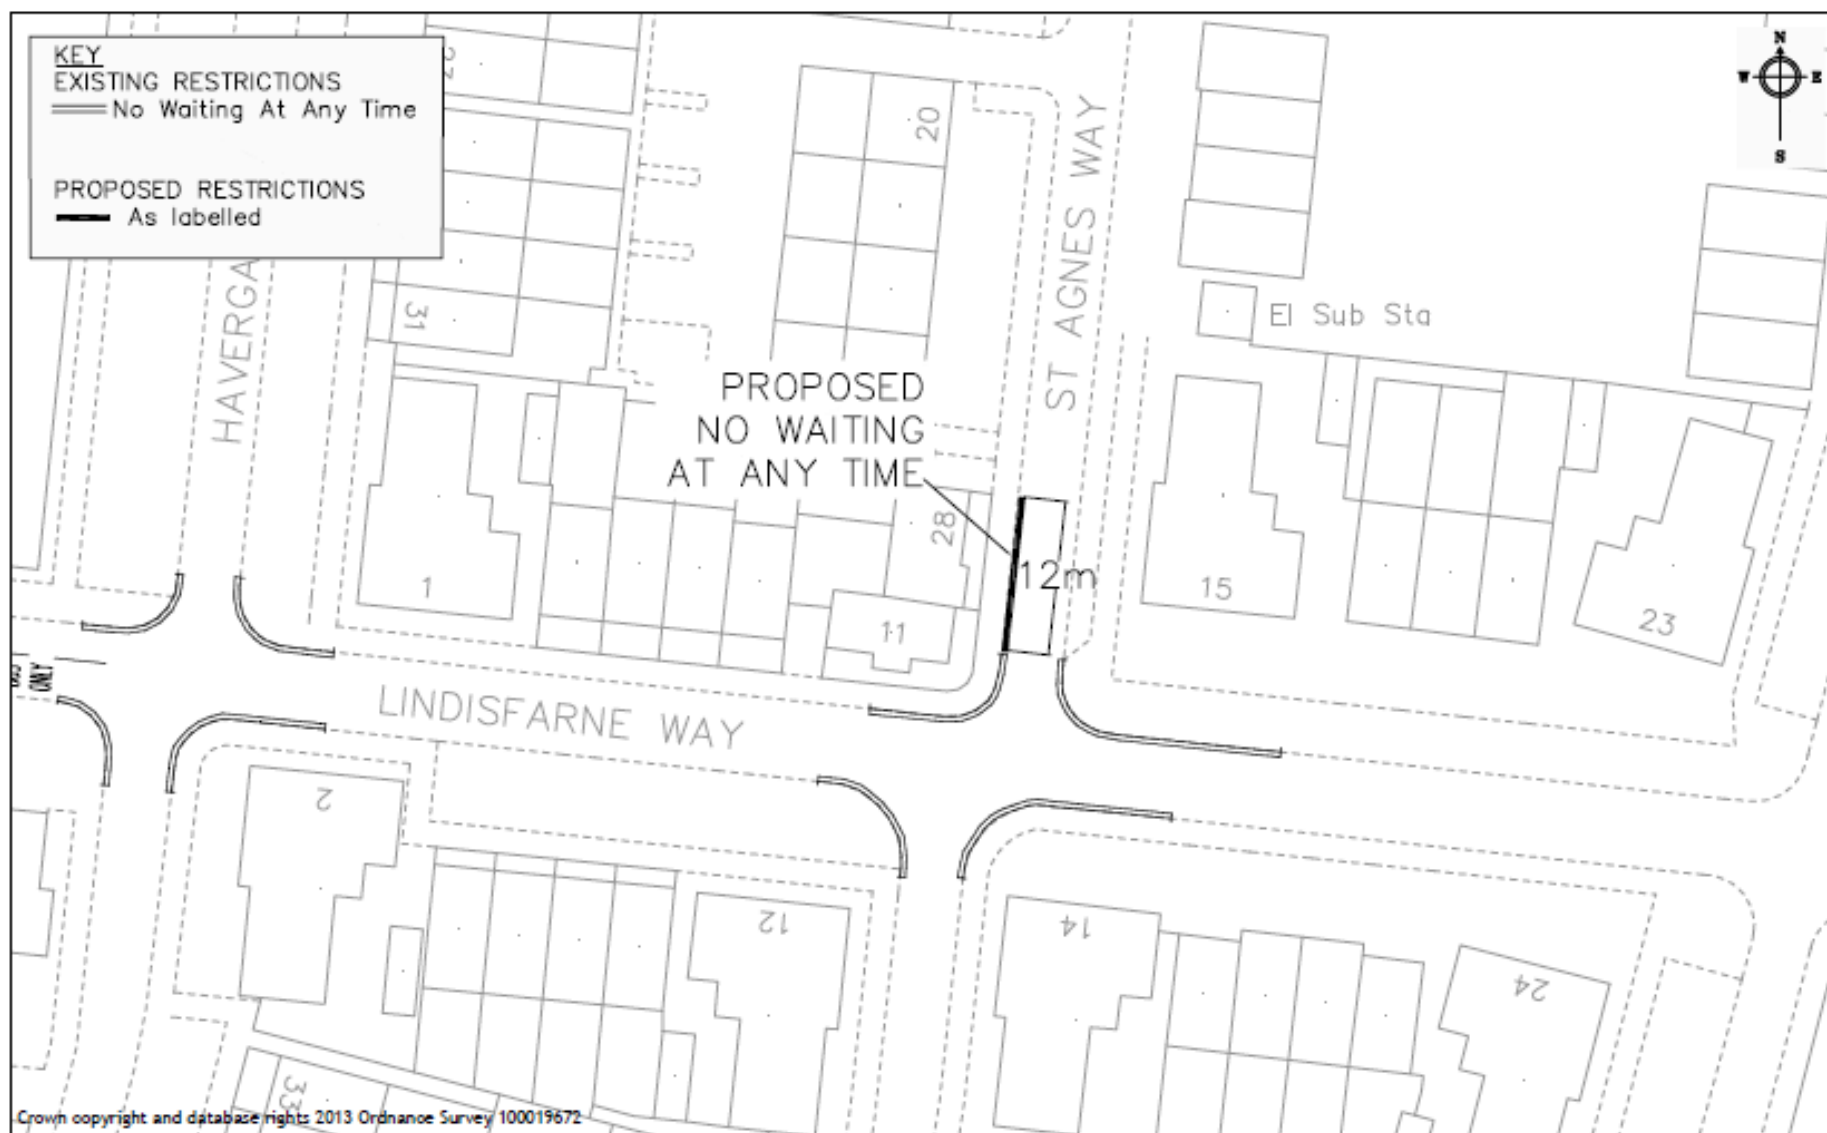 KEY
EXISTING RESTRICTIONS
No Waiting At Any Time
PROPOSED RESTRICTIONS
As labelled
N
W E
S
20
ST AGNES WAY
El Sub Sta
31
HAVERGA
PROPOSED
NO WAITING
AT ANY TIME
28
12m
1
11
15
23
ONLY
LINDISFARNE WAY
2
12
14
24
33
Crown copyright and database rights 2013 Ordnance Survey 100019672